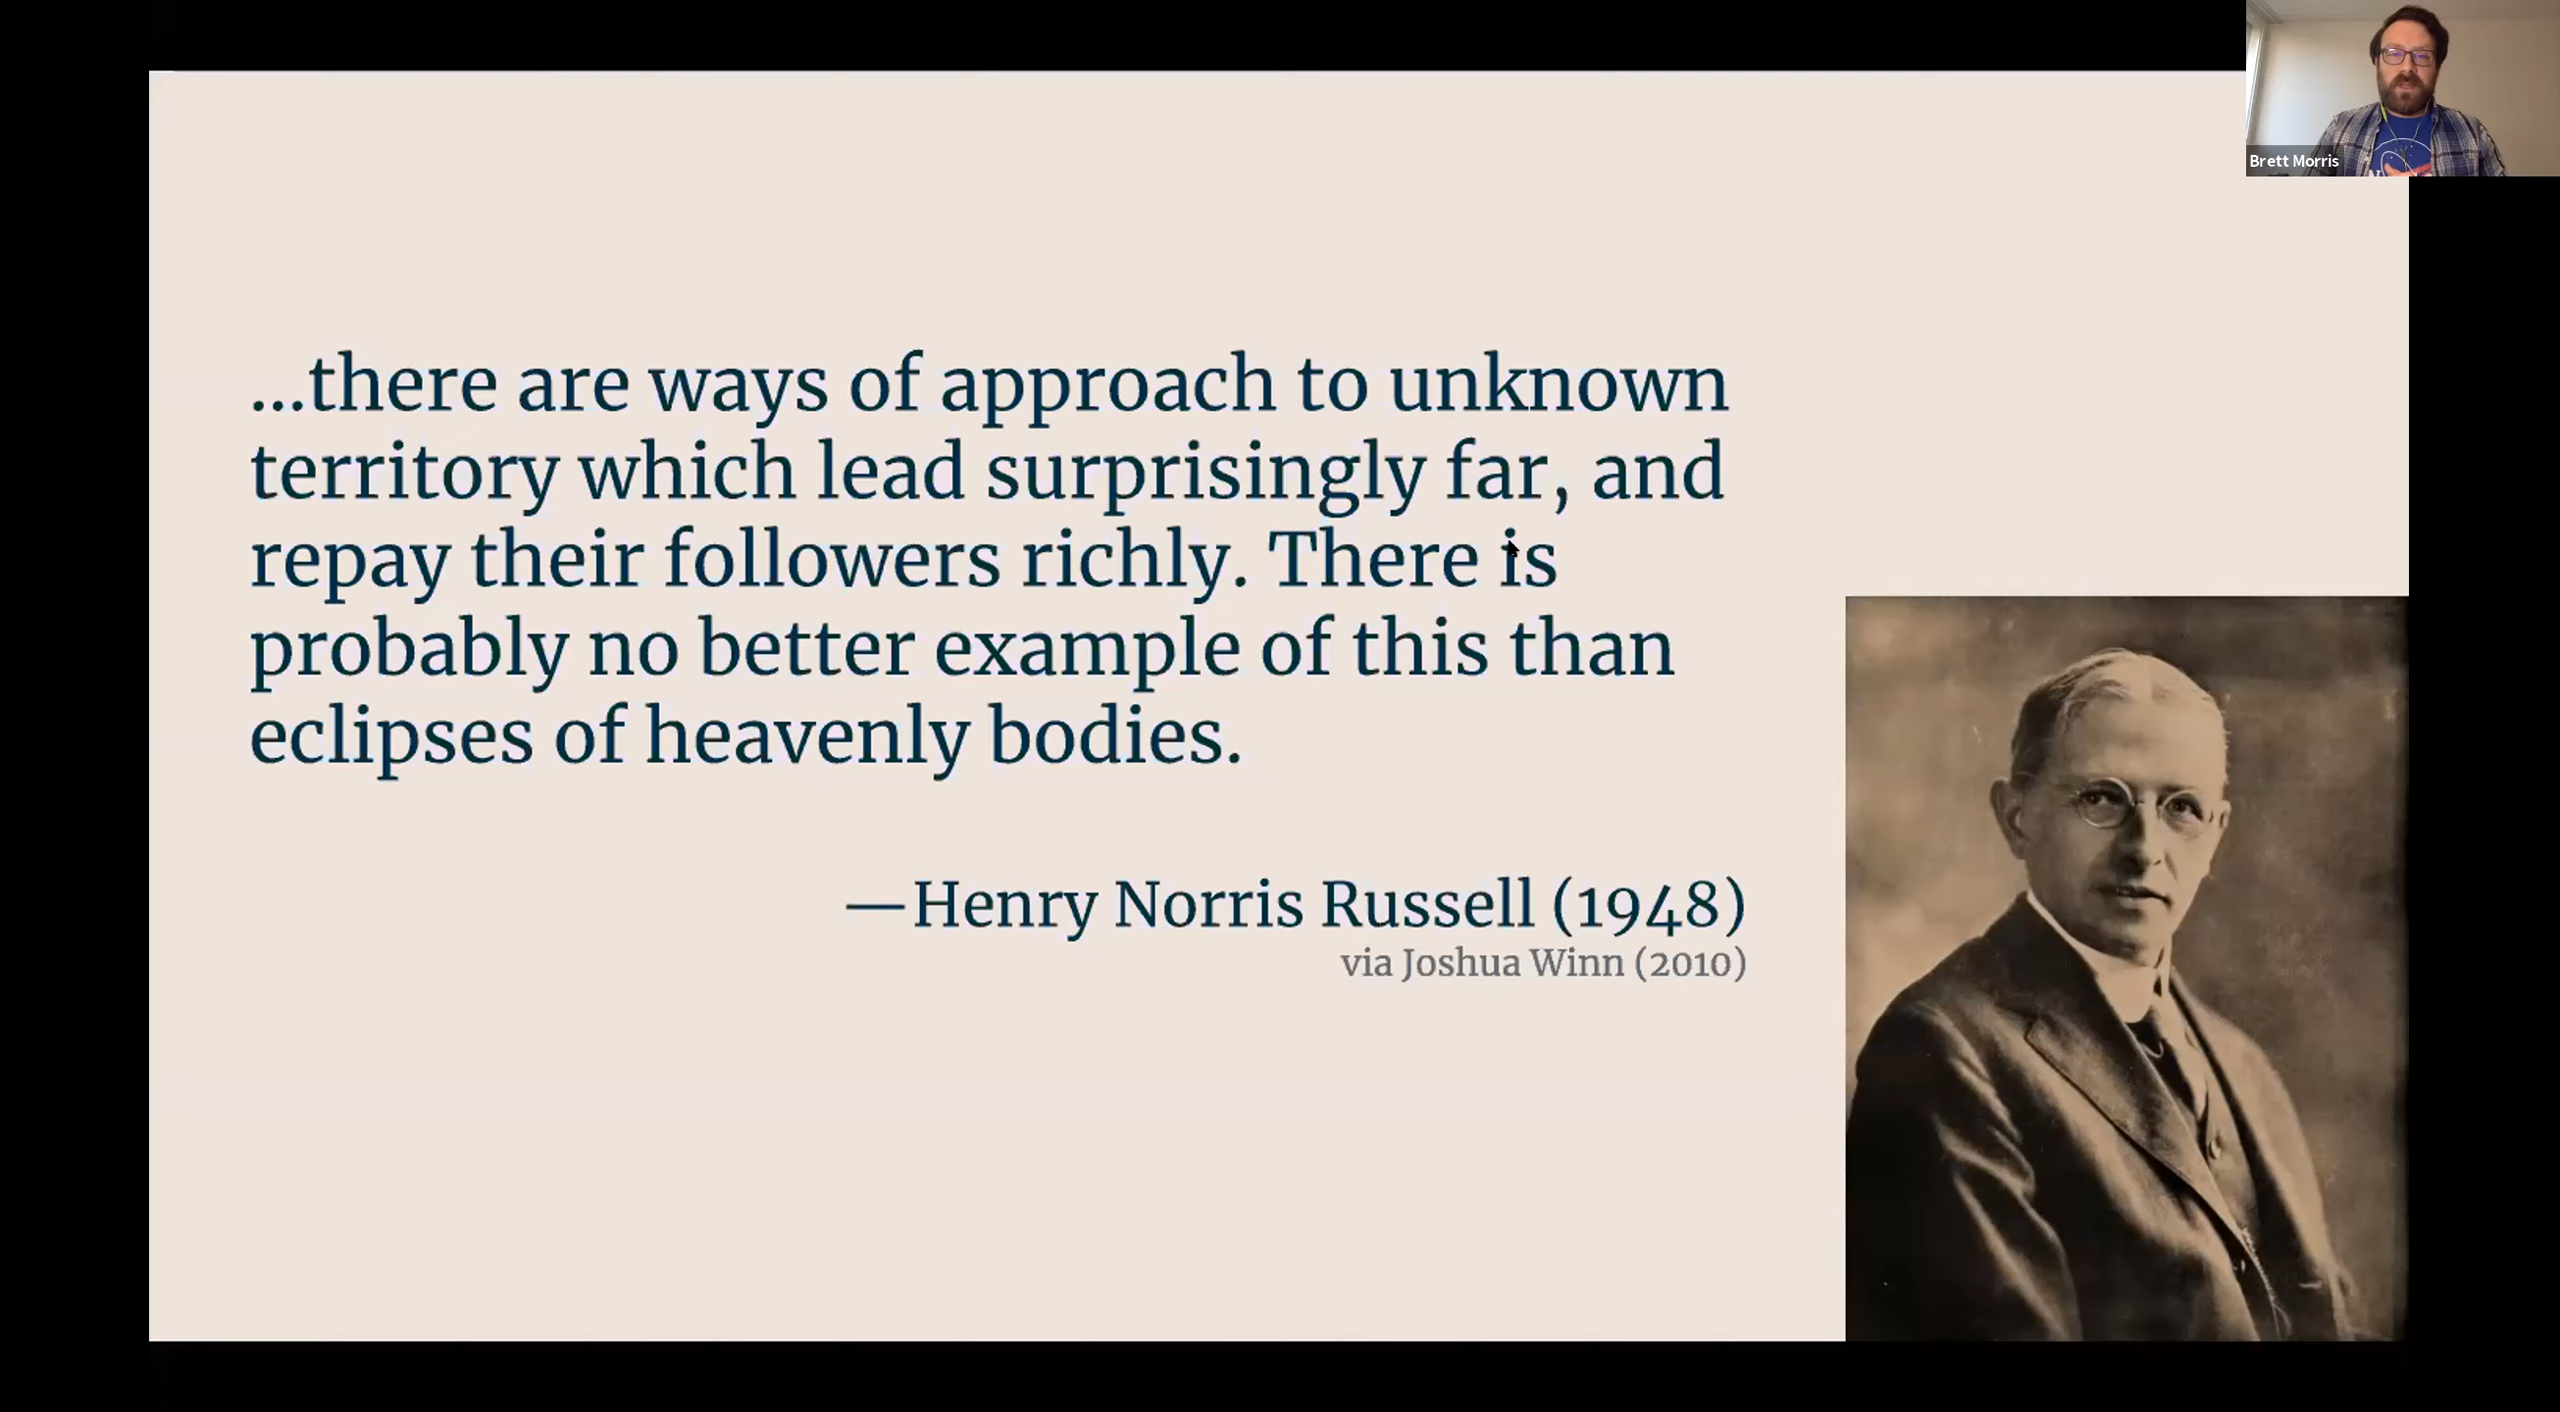 Brett Morris
...there are ways of approach to unknown
territory which lead surprisingly far, and
repay their followers richly. There is
probably no better example of this than
eclipses of heavenly bodies.
—Henry Norris Russell (1948)
via Joshua Winn (2010)